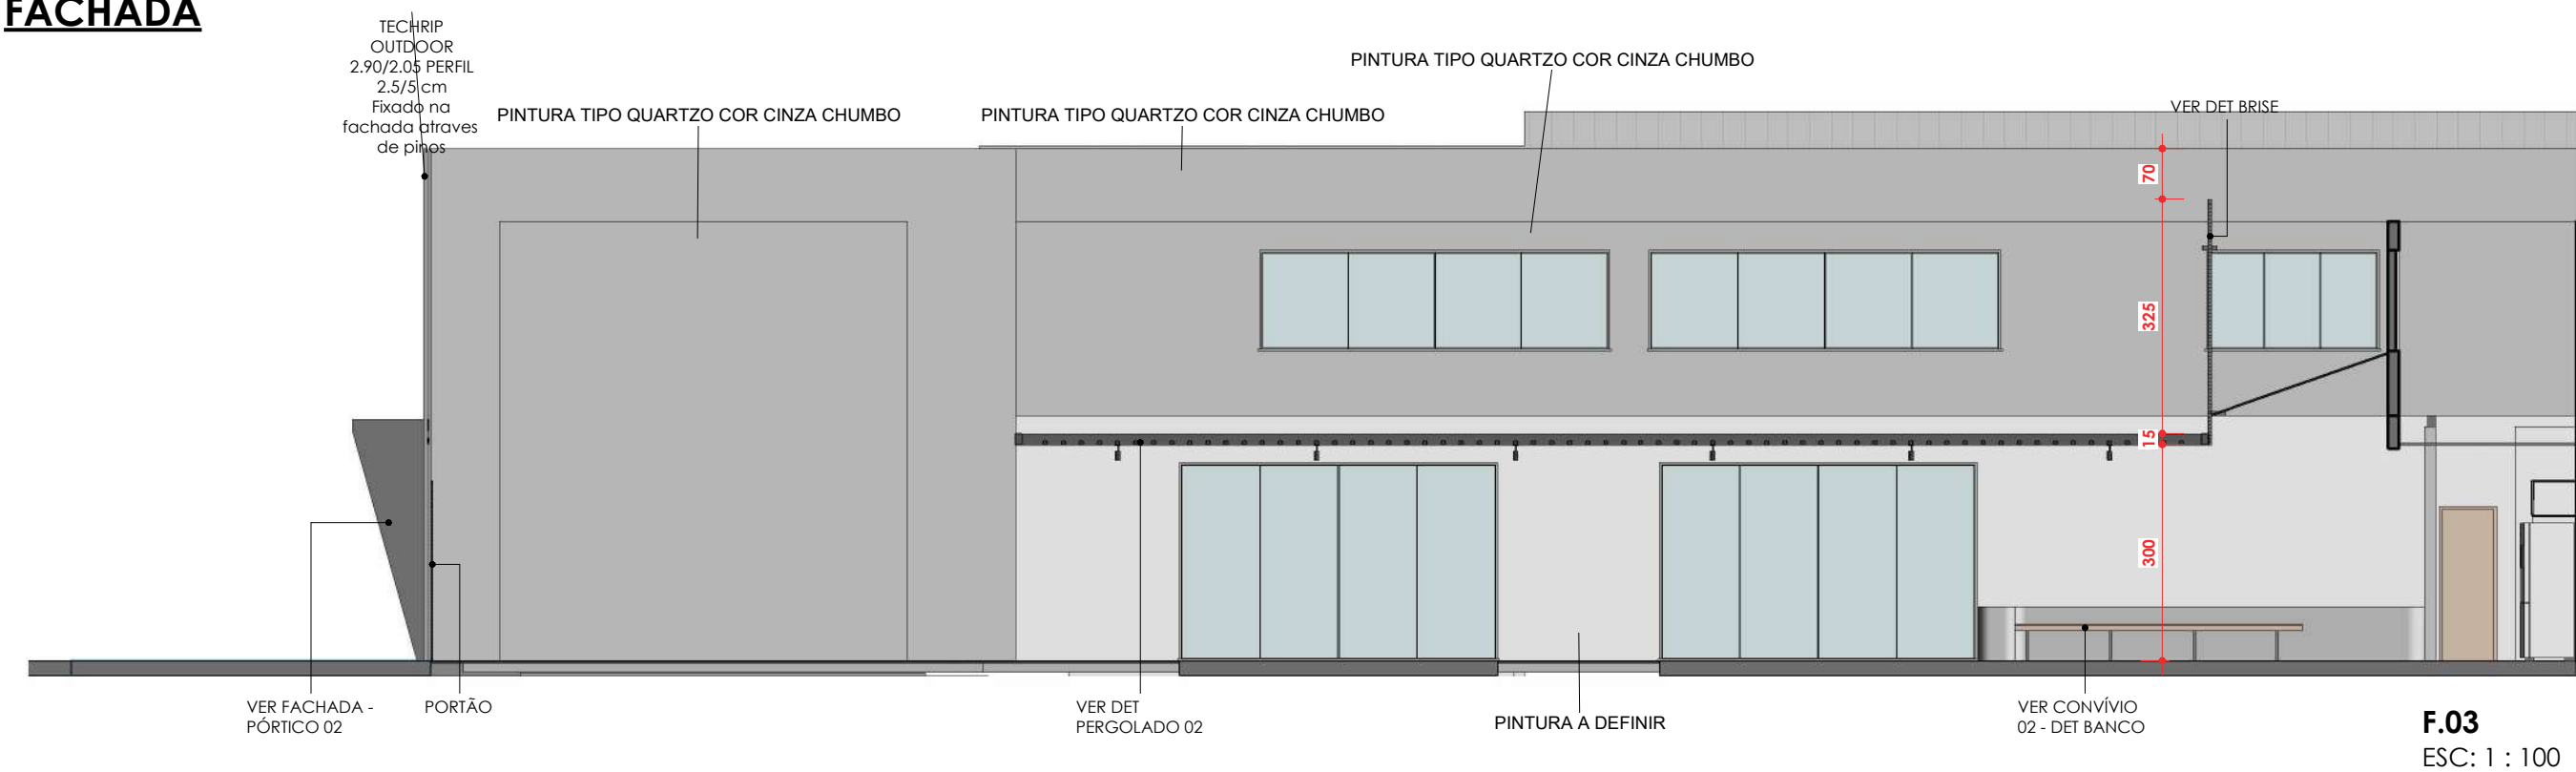 FACHADA
TECHRIP
OUTDOOR
2.90/2.05 PERFIL
2.5/5 cm
Fixado na
fachada atraves
de pinos
PINTURA TIPO QUARTZO COR CINZA CHUMBO
PINTURA TIPO QUARTZO COR CINZA CHUMBO
PINTURA TIPO QUARTZO COR CINZA CHUMBO
VER DET BRISE
70
325
15
300
VER FACHADA -
PÓRTICO 02
PORTÃO
VER DET
PERGOLADO 02
PINTURA A DEFINIR
VER CONVÍVIO
02 - DET BANCO
F.03
ESC: 1 : 100